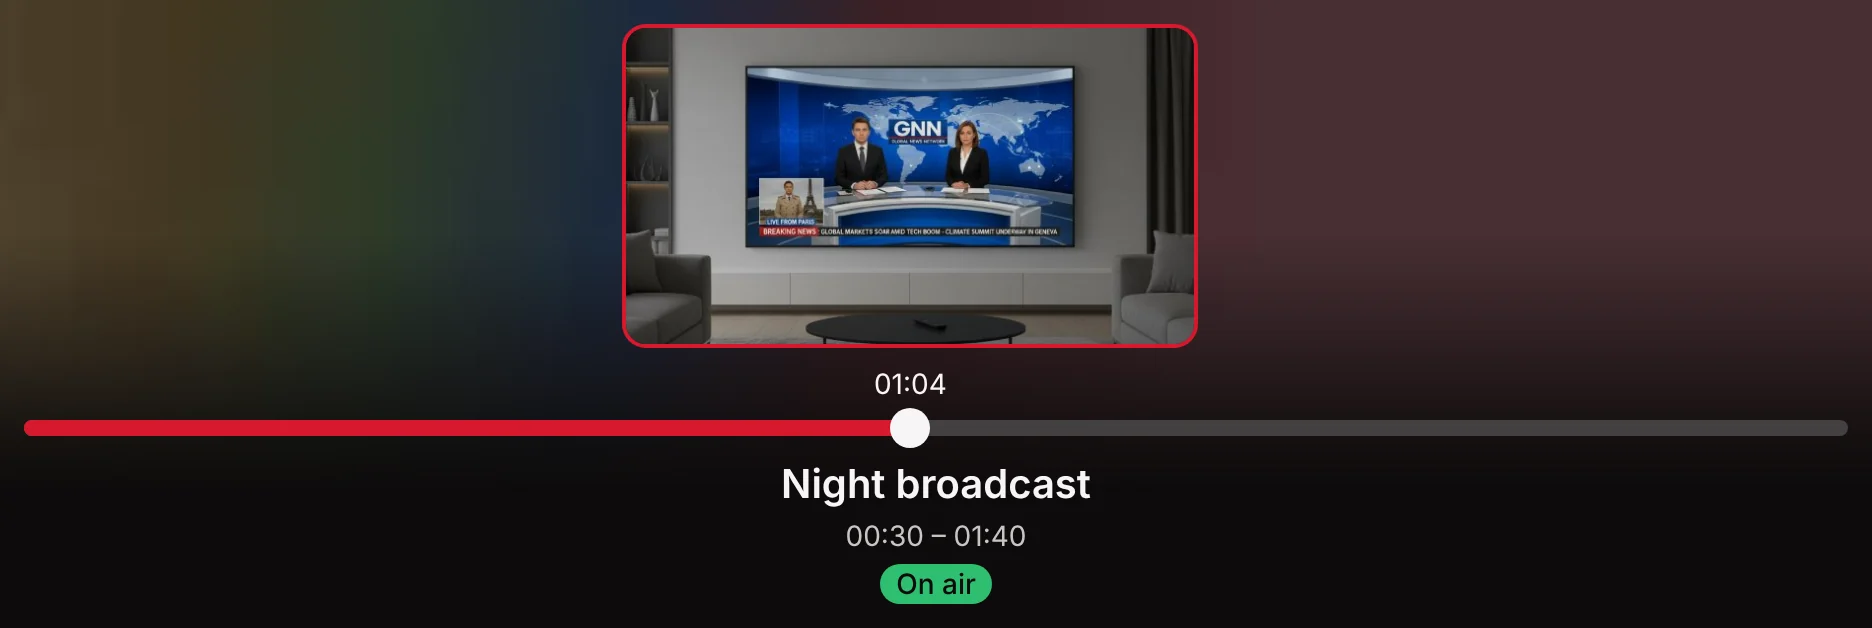 GNN
GLOBAL NEWS NETWORK
LIVE FROM PARIS
BREAKING NEWS GLOBAL MARKETS SOAR AMID TECH BOOM - CLIMATE SUMMIT UNDERWAY IN GENEVA
01:04
Night broadcast
00:30 – 01:40
On air